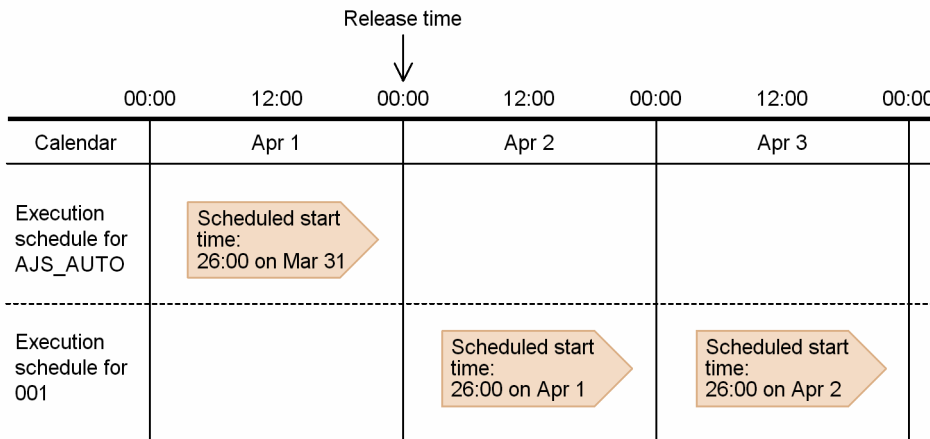 Release time
00:00 12:00 00:00 12:00 00:00 12:00 00:00
Calendar Apr 1 Apr 2 Apr 3
Execution
schedule for
AJS_AUTO
Scheduled start
time:
26:00 on Mar 31
Execution
schedule for
001
Scheduled start
time:
26:00 on Apr 1
Scheduled start
time:
26:00 on Apr 2